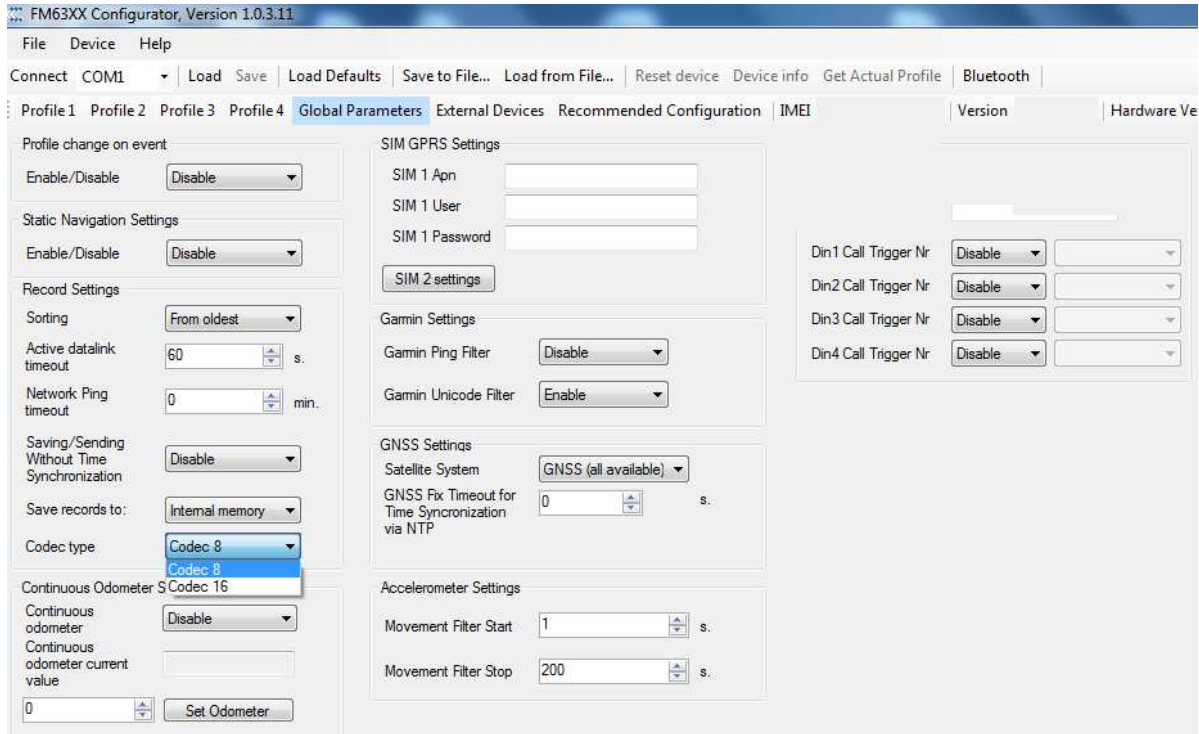 FM63XX Configurator, Version 1.0.3.11
File Device Help
Connect COM1 Load Save Load Defaults Save to File... Load from File... Reset device Device info Get Actual Profile Bluetooth
Profile 1 Profile 2 Profile 3 Profile 4 Global Parameters External Devices Recommended Configuration IMEI Version Hardware Ve
Profile change on event
Enable/Disable Disable
Static Navigation Settings
Enable/Disable Disable
Record Settings
Sorting From oldest
Active datalink
timeout
60 s.
Network Ping
timeout
0 min.
Saving/Sending
Without Time
Synchronization
Disable
Save records to: Internal memory
Codec type Codec 8
Codec 8
Codec 16
Continuous Odometer S
Continuous
odometer
Disable
Continuous
odometer current
value
0 Set Odometer
SIM GPRS Settings
SIM 1 Apn
SIM 1 User
SIM 1 Password
SIM 2 settings
Garmin Settings
Garmin Ping Filter Disable
Garmin Unicode Filter Enable
GNSS Settings
Satellite System GNSS (all available)
GNSS Fix Timeout for
Time Syncronization
via NTP
0 s.
Accelerometer Settings
Movement Filter Start 1 s.
Movement Filter Stop 200 s.
Din1 Call Trigger Nr Disable
Din2 Call Trigger Nr Disable
Din3 Call Trigger Nr Disable
Din4 Call Trigger Nr Disable